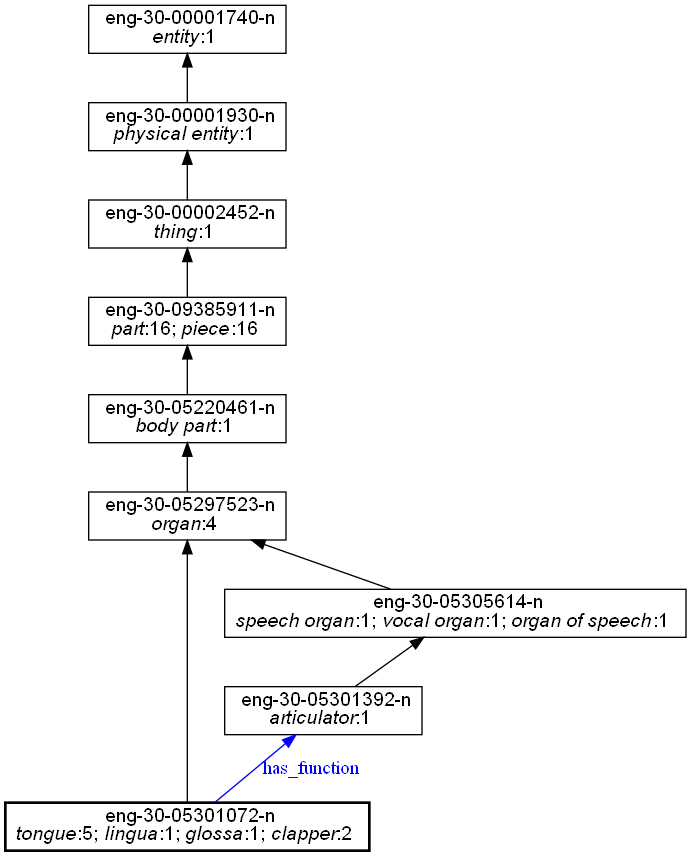 eng-30-00001740-n
entity:1
eng-30-00001930-n
physical entity:1
eng-30-00002452-n
thing:1
eng-30-09385911-n
part:16; piece:16
eng-30-05220461-n
body part:1
eng-30-05297523-n
organ:4
eng-30-05305614-n
speech organ:1; vocal organ:1; organ of speech:1
eng-30-05301392-n
articulator:1
has_function
eng-30-05301072-n
tongue:5; lingua:1; glossa:1; clapper:2